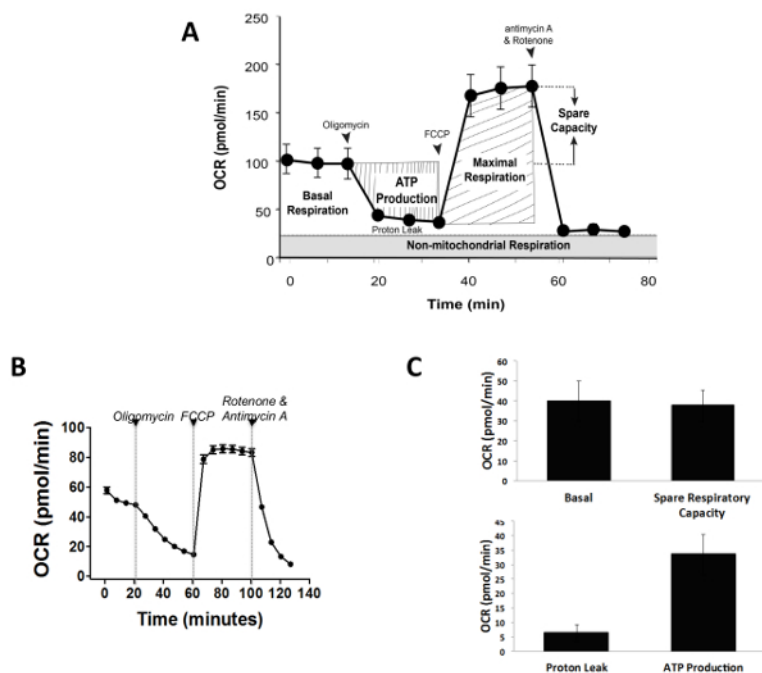 A
antimycin A
& Rotenone
250
200
150
100
50
0
OCR (pmol/min)
Oligomycin
FCCP
Spare
Capacity
Basal
Respiration
ATP
Production
Maximal
Respiration
Proton Leak
Non-mitochondrial Respiration
0 20 40 60 80
Time (min)
B
Oligomycin FCCP Rotenone &
Antimycin A
100
80
60
40
20
0
OCR (pmol/min)
0 20 40 60 80 100 120 140
Time (minutes)
C
60
50
40
30
20
10
0
OCR (pmol/min)
Basal Spare Respiratory
Capacity
45
40
35
30
25
20
15
10
5
0
OCR (pmol/min)
Proton Leak ATP Production